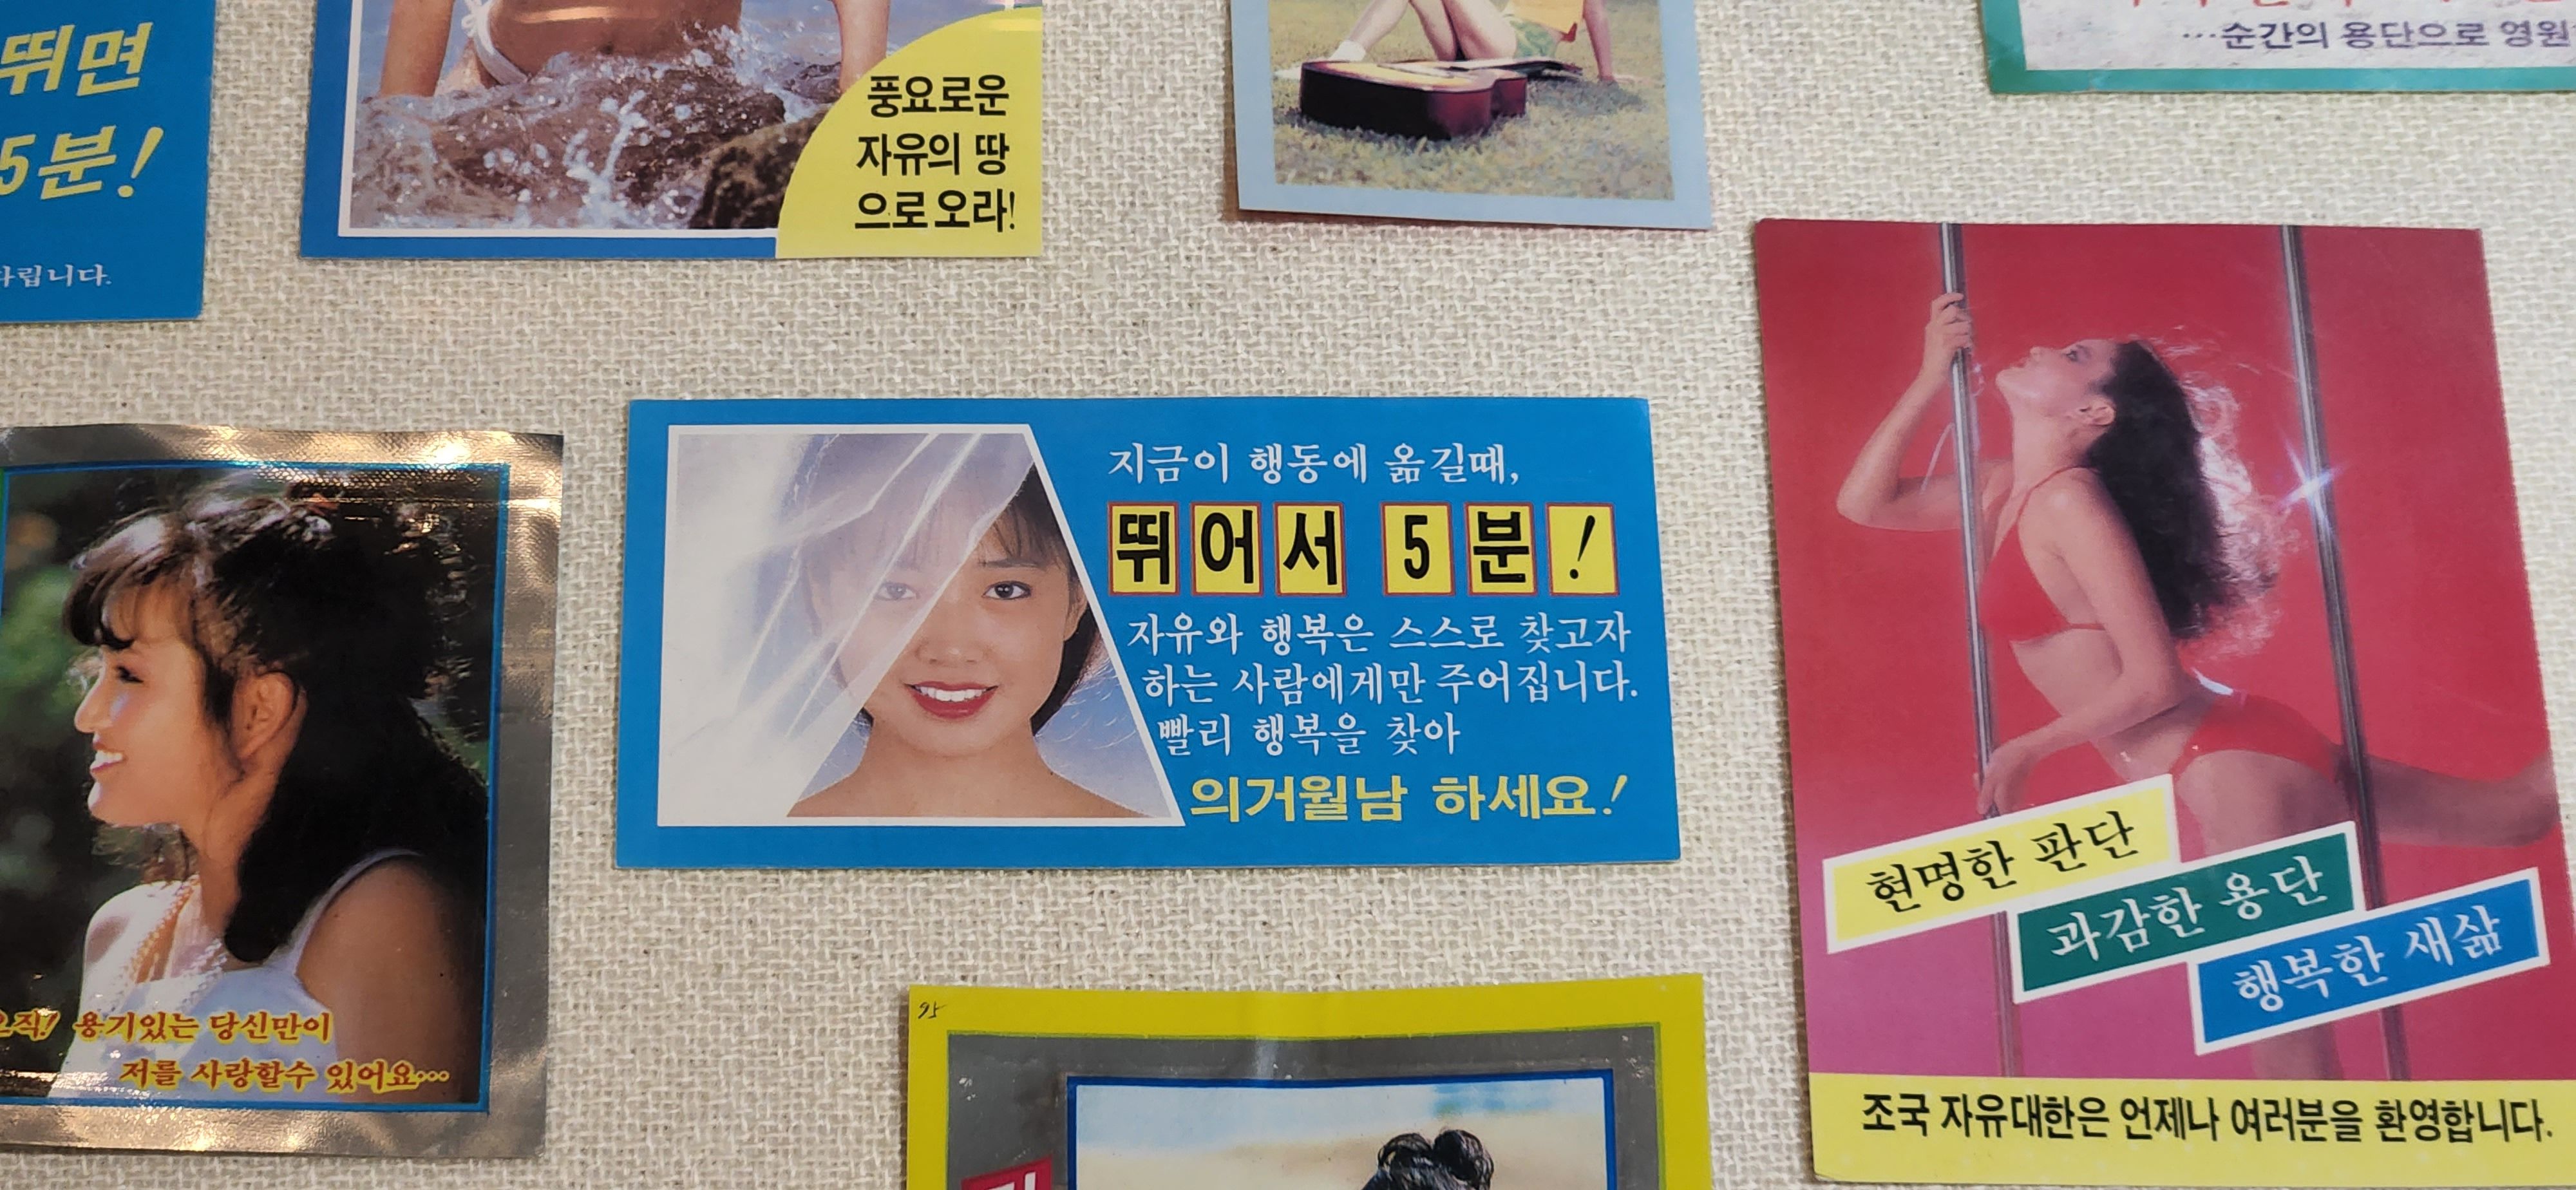 뛰면
5분!
풍요로운
자유의 땅
으로 오라!
…순간의 용단으로 영원
지금이 행동에 옮길때,
뛰어서 5분!
자유와 행복은 스스로 찾고자
하는 사람에게만 주어집니다.
빨리 행복을 찾아
의거월남 하세요!
용기있는 당신만이
저를 사랑할수 있어요…
95
현명한 판단
과감한 용단
행복한 새삶
조국 자유대한은 언제나 여러분을 환영합니다.